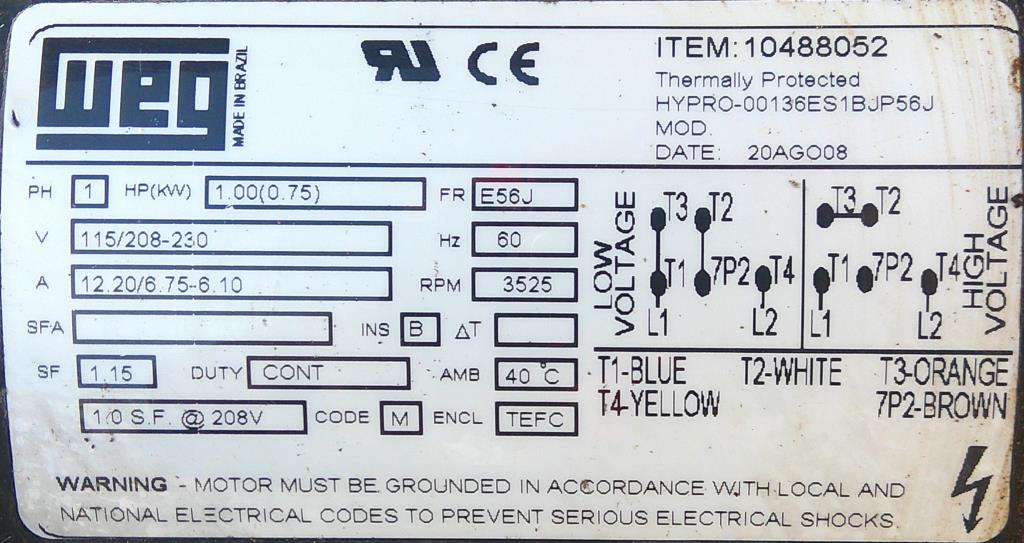 WEG
MADE IN BRAZIL
RU CE
ITEM:10488052
Thermally Protected
HYPRO-00136ES1BJP56J
MOD.
DATE: 20AGO08
PH 1 HP(KW) 1.00(0.75) FR E56J
V 115/208-230 Hz 60
A 12.20/6.75-6.10 RPM 3525
SFA INS B ΔT
SF 1.15 DUTY CONT AMB 40 °C
1.0 S.F. @ 208V CODE M ENCL TEFC
LOW VOLTAGE
T3 T2
T1 7P2 T4
L1 L2
HIGH VOLTAGE
T3 T2
T1 7P2 T4
L1 L2
T1-BLUE T2-WHITE T3-ORANGE
T4-YELLOW 7P2-BROWN
WARNING - MOTOR MUST BE GROUNDED IN ACCORDANCE WITH LOCAL AND
NATIONAL ELECTRICAL CODES TO PREVENT SERIOUS ELECTRICAL SHOCKS.